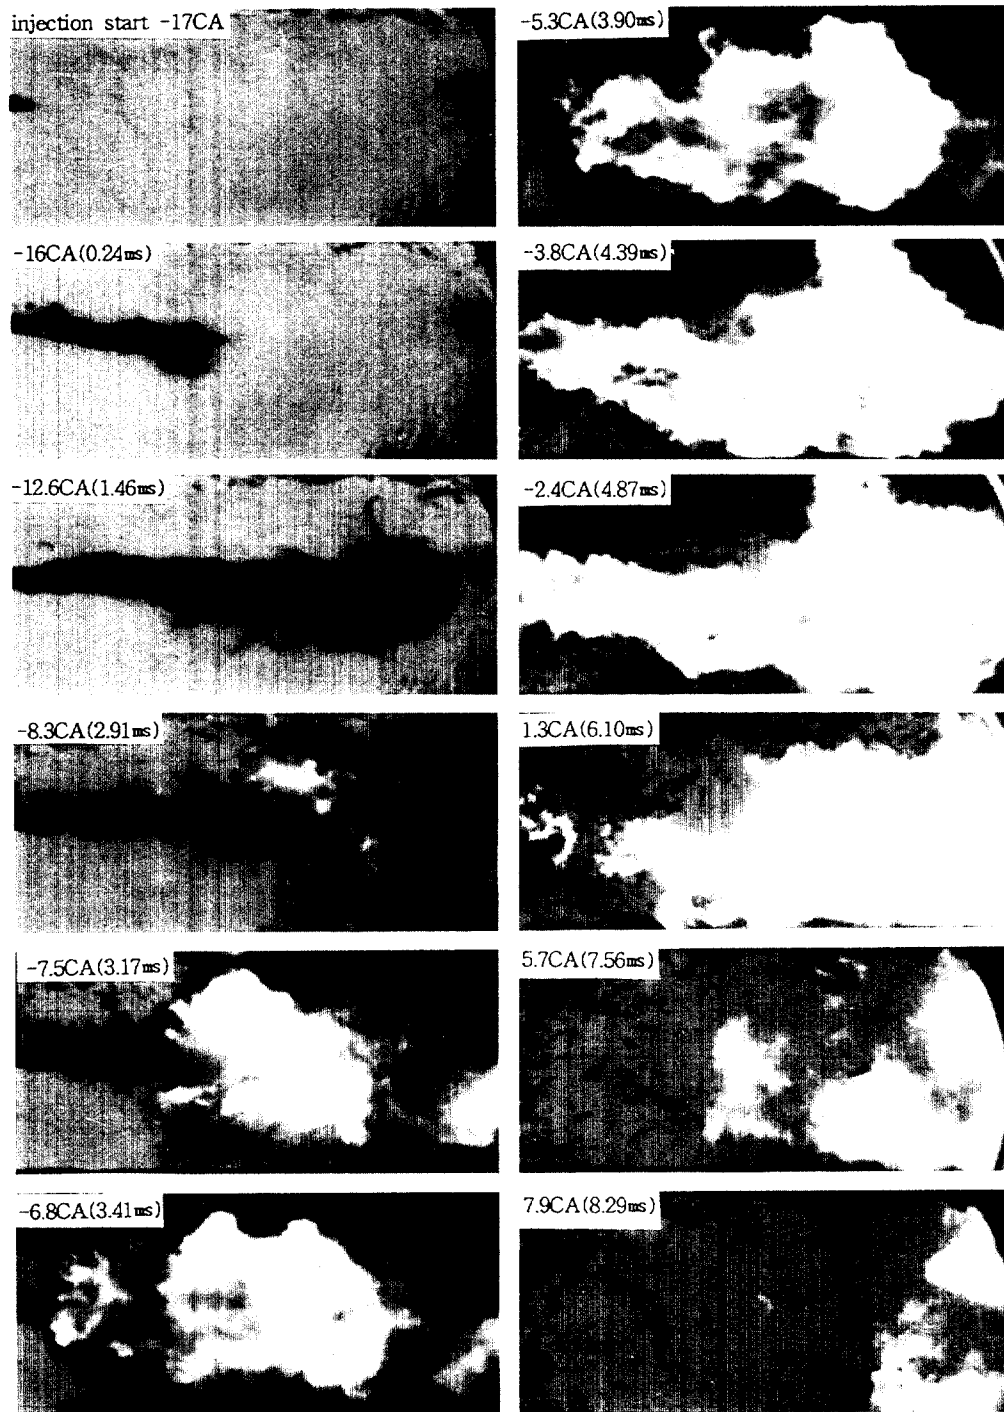 injection start -17CA
-16CA(0.24ms)
-12.6CA(1.46ms)
-8.3CA(2.91ms)
-7.5CA(3.17ms)
-6.8CA(3.41ms)
-5.3CA(3.90ms)
-3.8CA(4.39ms)
-2.4CA(4.87ms)
1.3CA(6.10ms)
5.7CA(7.56ms)
7.9CA(8.29ms)